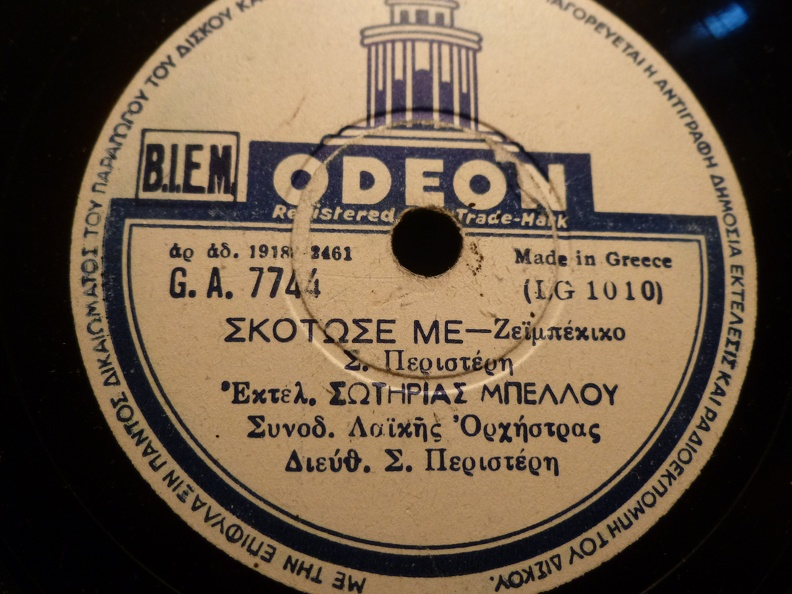 ΜΕ ΤΗΝ ΕΠΙΦΥΛΑΞΙΝ ΠΑΝΤΟΣ ΔΙΚΑΙΩΜΑΤΟΣ ΤΟΥ ΠΑΡΑΓΩΓΟΥ ΤΟΥ ΔΙΣΚΟΥ
ΑΠΑΓΟΡΕΥΕΤΑΙ Η ΑΝΤΙΓΡΑΦΗ ΔΗΜΟΣΙΑ ΕΚΤΕΛΕΣΙΣ ΚΑΙ ΡΑΔΙΟΕΚΠΟΜΠΗ ΤΟΥ ΔΙΣΚΟΥ.
B.I.E.M.
ODEON
Registered Trade-Mark
ἀρ ἀδ. 2461
Made in Greece
G. A. 7744
(LG 1010)
ΣΚΟΤΩΣΕ ΜΕ—Ζεϊμπέκικο
Σ. Περιστέρη
Ἐκτελ. ΣΩΤΗΡΙΑΣ ΜΠΕΛΛΟΥ
Συνοδ. Λαϊκῆς Ὀρχήστρας
Διεύθ. Σ. Περιστέρη